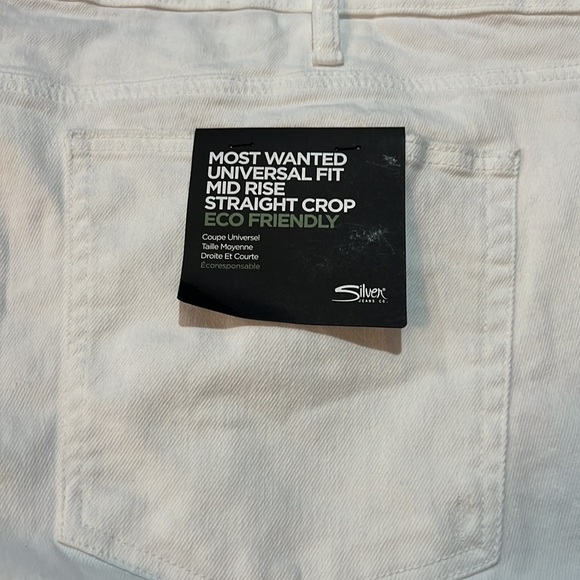 MOST WANTED
UNIVERSAL FIT
MID RISE
STRAIGHT CROP
ECO FRIENDLY
Coupe Universel
Taille Moyenne
Droite Et Courte
Écoresponsable
Silver®
JEANS CO.